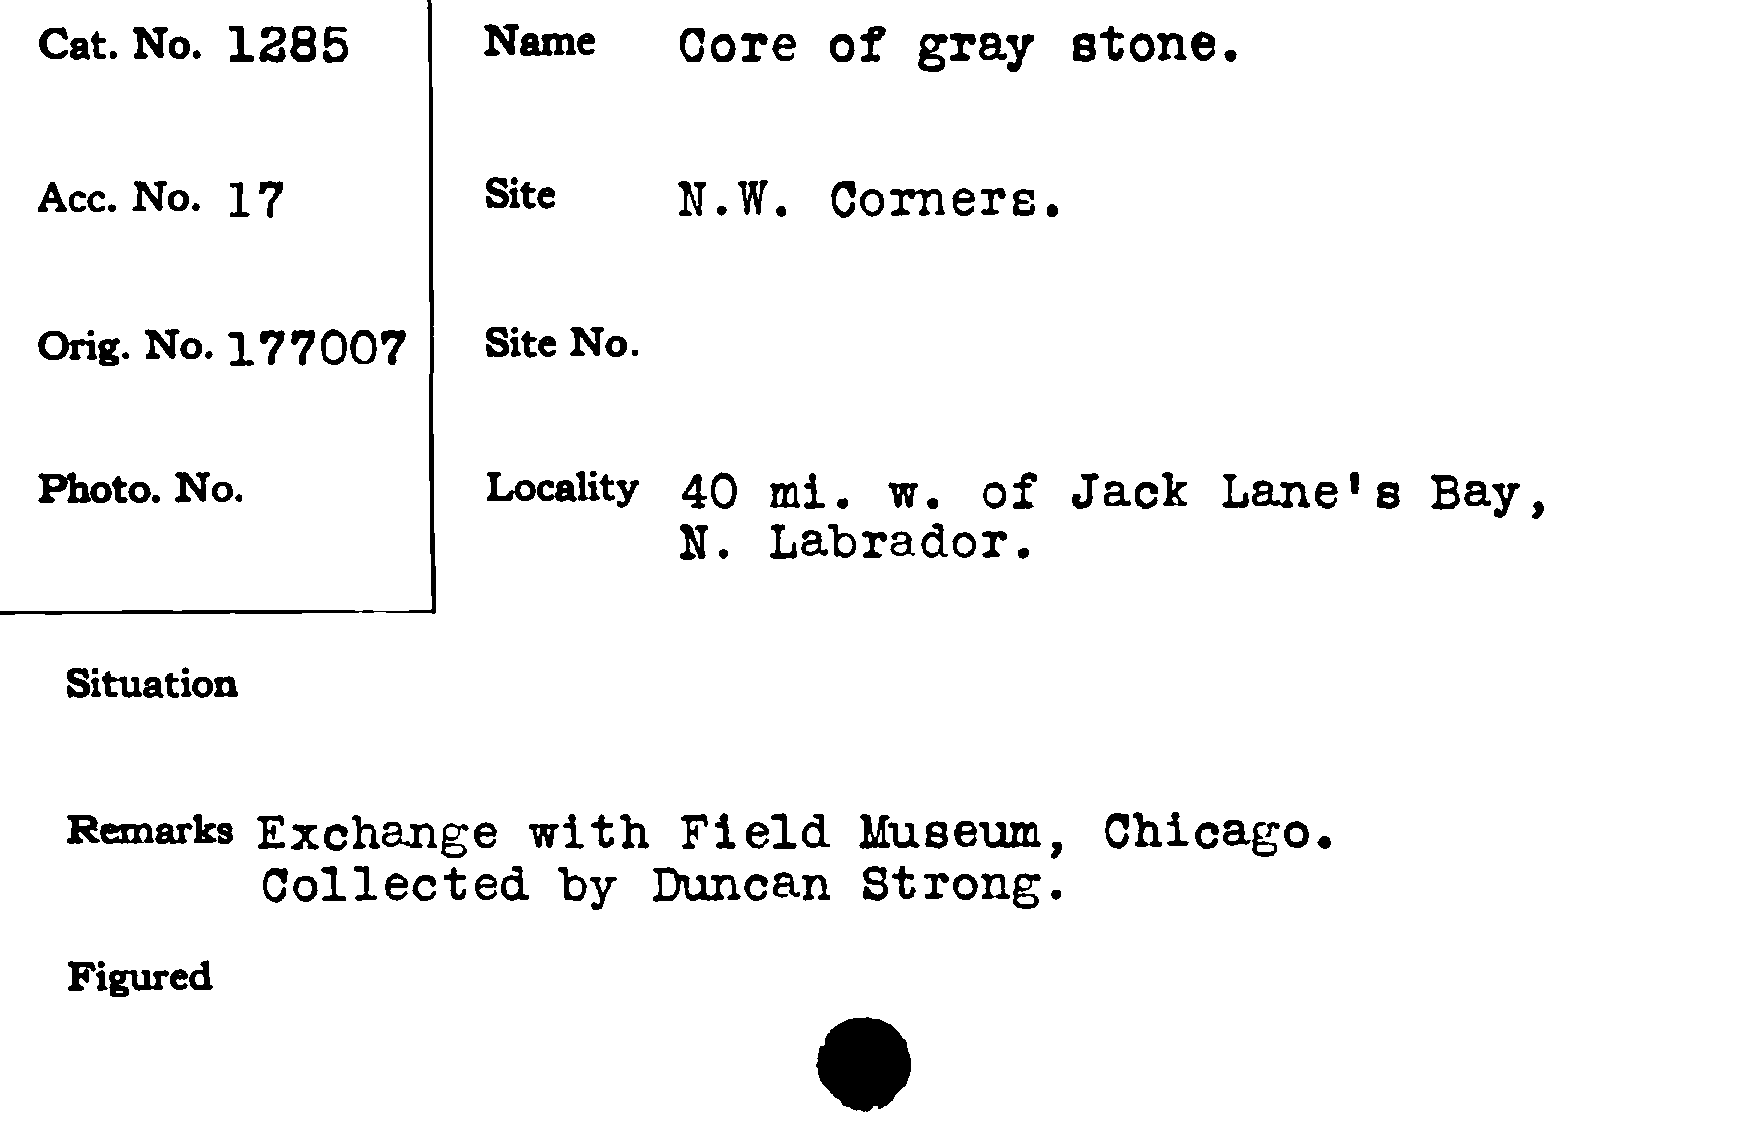 Cat. No. 1285
Name Core of gray stone.
Acc. No. 17
Site N.W. Corners.
Orig. No. 177007
Site No.
Photo. No.
Locality 40 mi. w. of Jack Lane's Bay,
N. Labrador.
Situation
Remarks Exchange with Field Museum, Chicago.
Collected by Duncan Strong.
Figured